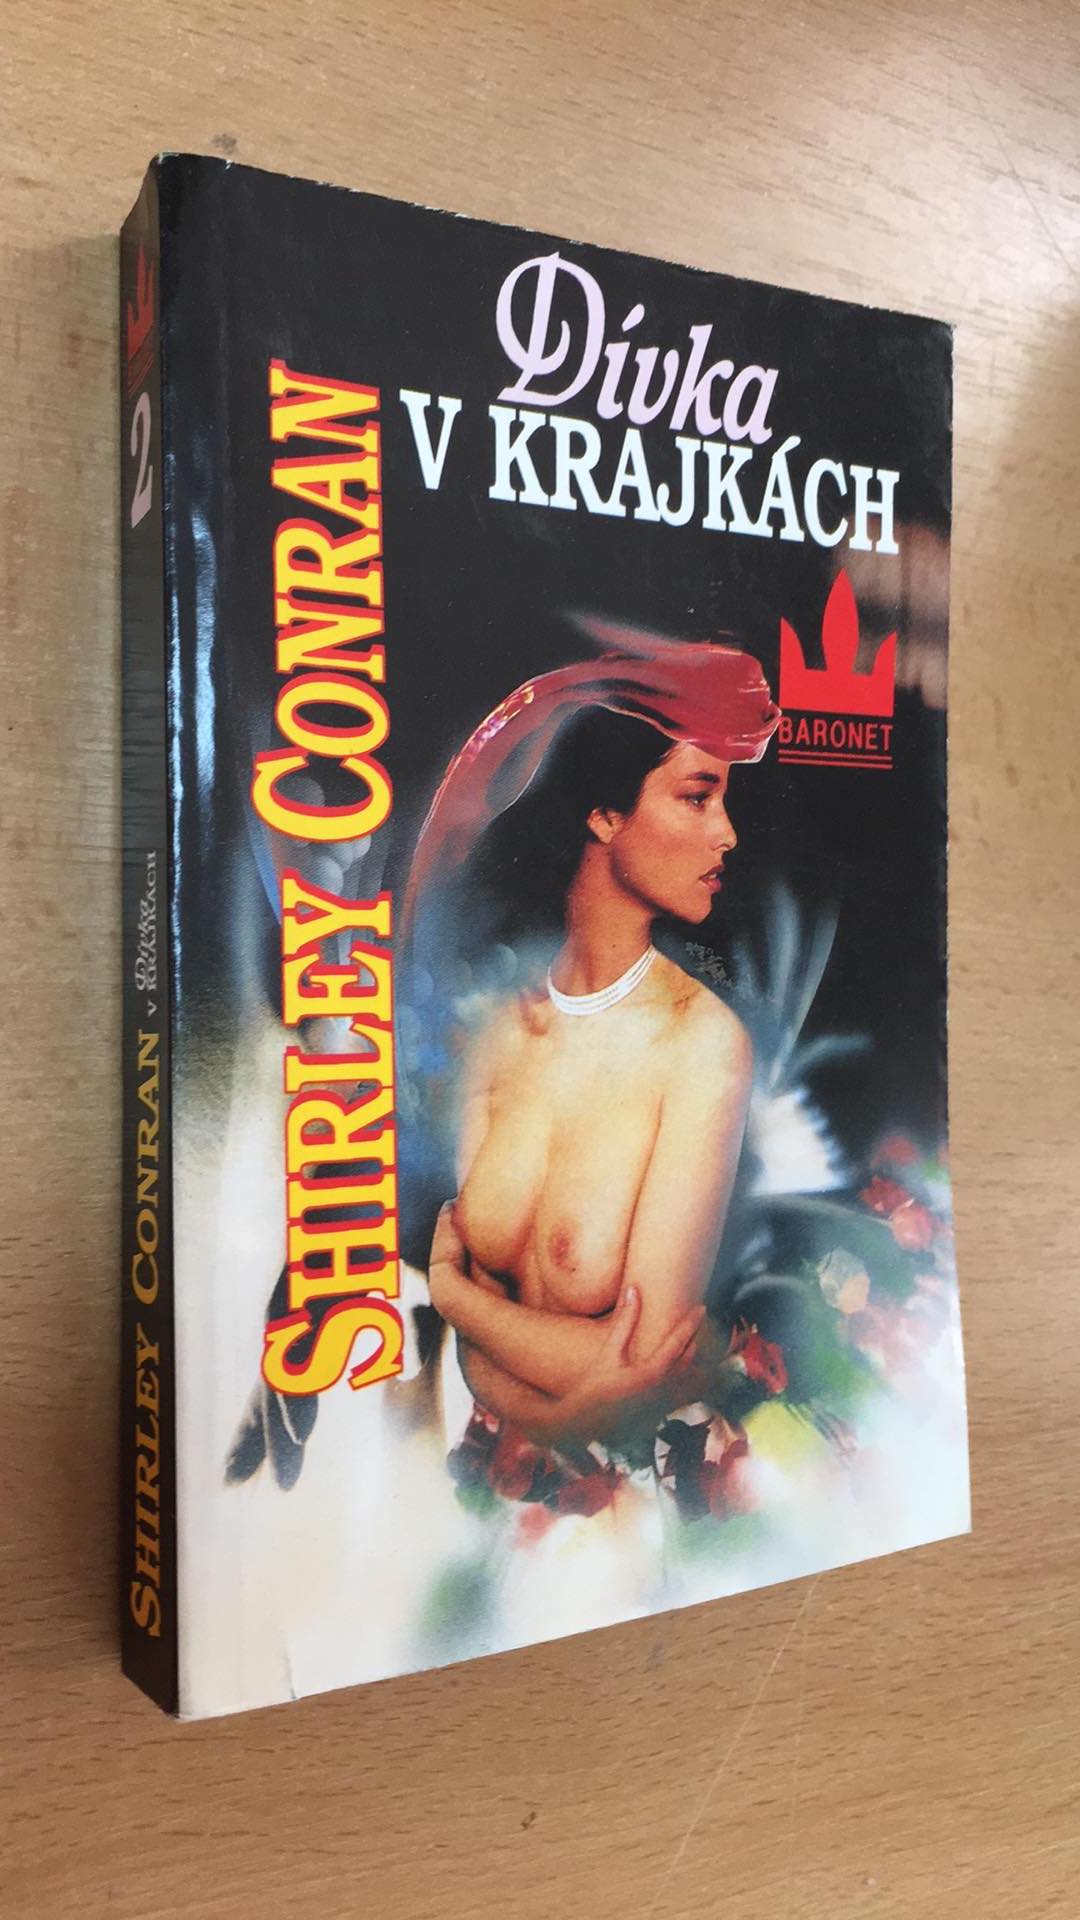 Dívka
V KRAJKÁCH
SHIRLEY CONRAN
BARONET
2
SHIRLEY CONRAN
Dívka
V KRAJKÁCH